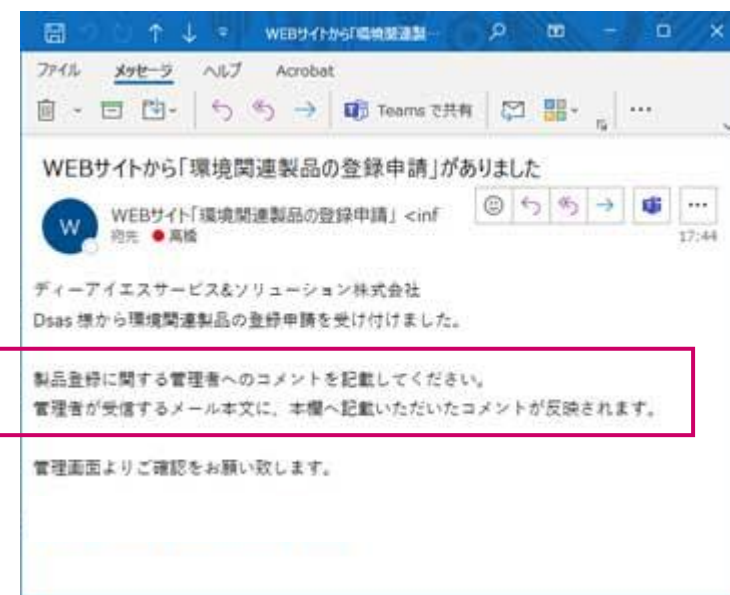 WEBサイトから「環境関連製…
ファイル メッセージ ヘルプ Acrobat
Teams で共有
WEBサイトから「環境関連製品の登録申請」がありました
W
WEBサイト「環境関連製品の登録申請」 <inf
宛先 高橋
17:44
ディーアイエスサービス&ソリューション株式会社
Dsas 様から環境関連製品の登録申請を受け付けました。
製品登録に関する管理者へのコメントを記載してください。
管理者が受信するメール本文に、本欄へ記載いただいたコメントが反映されます。
管理画面よりご確認をお願い致します。